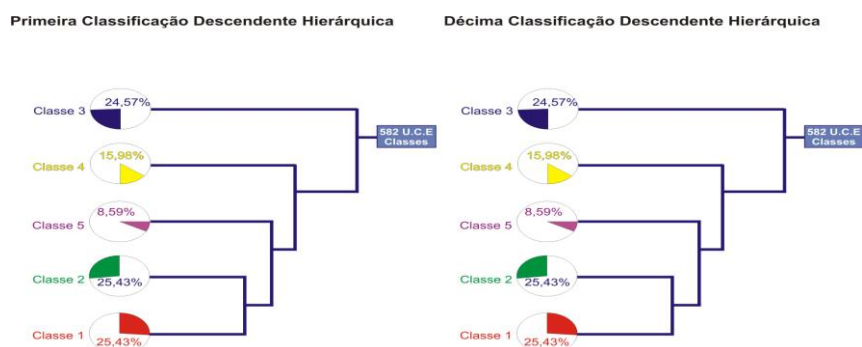 Primeira Classificação Descendente Hierárquica
24,57%
Classe 3
582 U.C.E
Classes
15,98%
Classe 4
8,59%
Classe 5
Classe 2
25,43%
Classe 1
25,43%
Décima Classificação Descendente Hierárquica
24,57%
Classe 3
582 U.C.E
Classes
15,98%
Classe 4
8,59%
Classe 5
Classe 2
25,43%
Classe 1
25,43%